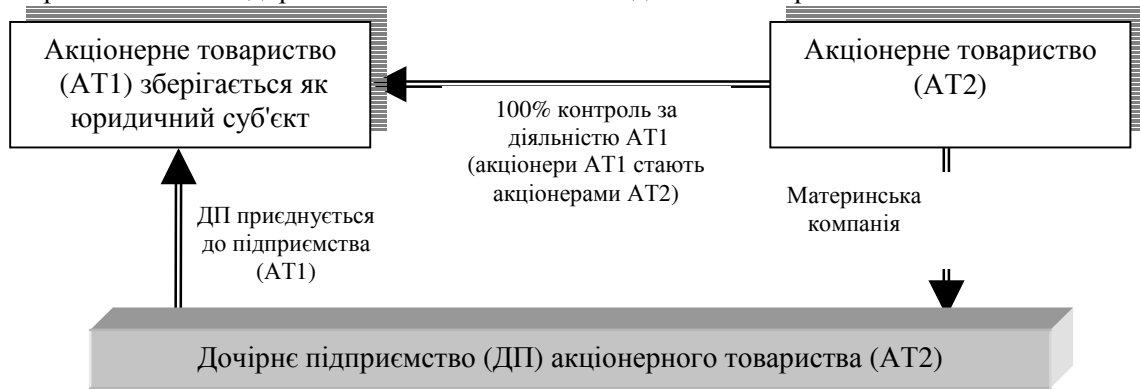 Акціонерне товариство
(АТ1) зберігається як
юридичний суб'єкт
Акціонерне товариство
(АТ2)
100% контроль за
діяльністю АТ1
(акціонери АТ1 стають
акціонерами АТ2)
Материнська
компанія
ДП приєднується
до підприємства
(АТ1)
Дочірнє підприємство (ДП) акціонерного товариства (АТ2)